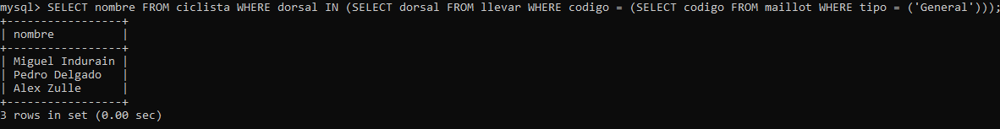 mysql> SELECT nombre FROM ciclista WHERE dorsal IN (SELECT dorsal FROM llevar WHERE codigo = (SELECT codigo FROM maillot WHERE tipo = ('General')));
+-----------------+
| nombre          |
+-----------------+
| Miguel Indurain |
| Pedro Delgado   |
| Alex Zulle      |
+-----------------+
3 rows in set (0.00 sec)